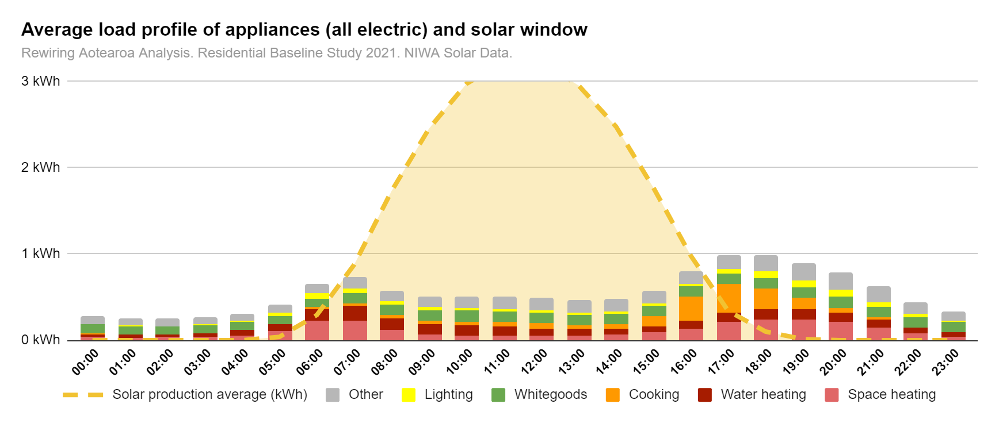 Average load profile of appliances (all electric) and solar window
Rewiring Aotearoa Analysis. Residential Baseline Study 2021. NIWA Solar Data.
3 kWh
2 kWh
1 kWh
0 kWh
00:00 01:00 02:00 03:00 04:00 05:00 06:00 07:00 08:00 09:00 10:00 11:00 12:00 13:00 14:00 15:00 16:00 17:00 18:00 19:00 20:00 21:00 22:00 23:00
Solar production average (kWh) Other Lighting Whitegoods Cooking Water heating Space heating